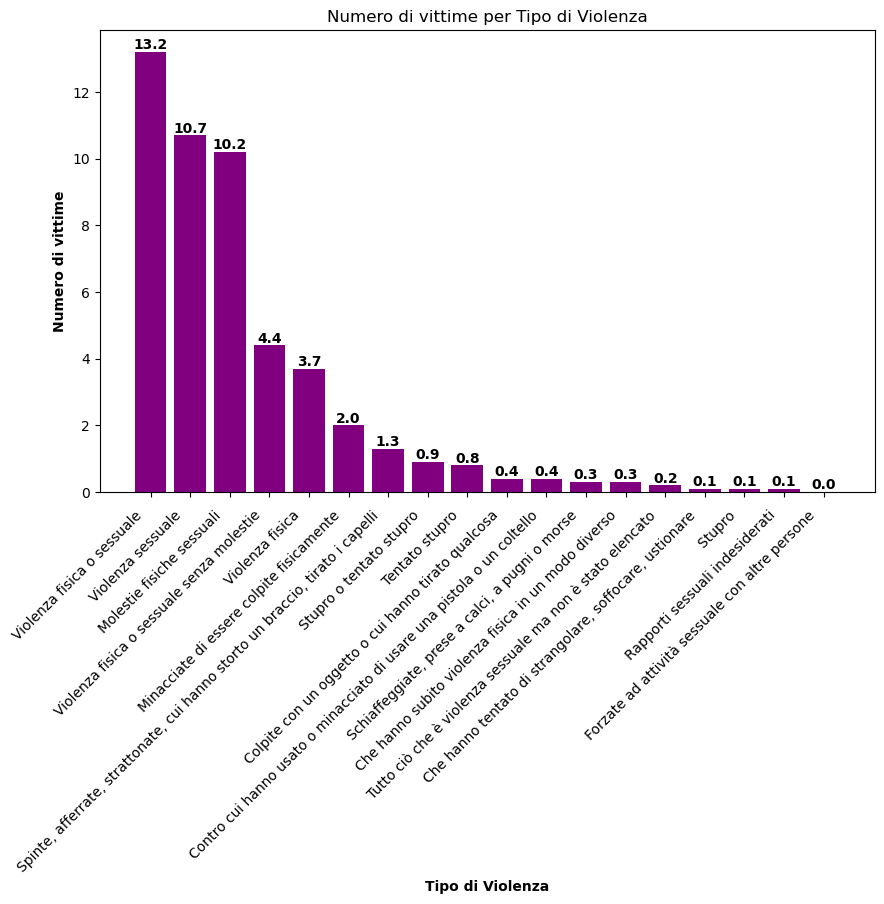 Numero di vittime per Tipo di Violenza
13.2
10.7
10.2
4.4
3.7
2.0
1.3
0.9
0.8
0.4
0.4
0.3
0.3
0.2
0.1
0.1
0.1
0.0
12
10
8
6
4
2
0
Numero di vittime
Violenza fisica o sessuale
Violenza sessuale
Molestie fisiche sessuali
Violenza fisica o sessuale senza molestie
Violenza fisica
Minacciate di essere colpite fisicamente
Spinte, afferrate, strattonate, cui hanno storto un braccio, tirato i capelli
Stupro o tentato stupro
Tentato stupro
Colpite con un oggetto o cui hanno tirato qualcosa
Contro cui hanno usato o minacciato di usare una pistola o un coltello
Schiaffeggiate, prese a calci, a pugni o morse
Che hanno subito violenza fisica in un modo diverso
Tutto ciò che è violenza sessuale ma non è stato elencato
Che hanno tentato di strangolare, soffocare, ustionare
Stupro
Rapporti sessuali indesiderati
Forzate ad attività sessuale con altre persone
Tipo di Violenza